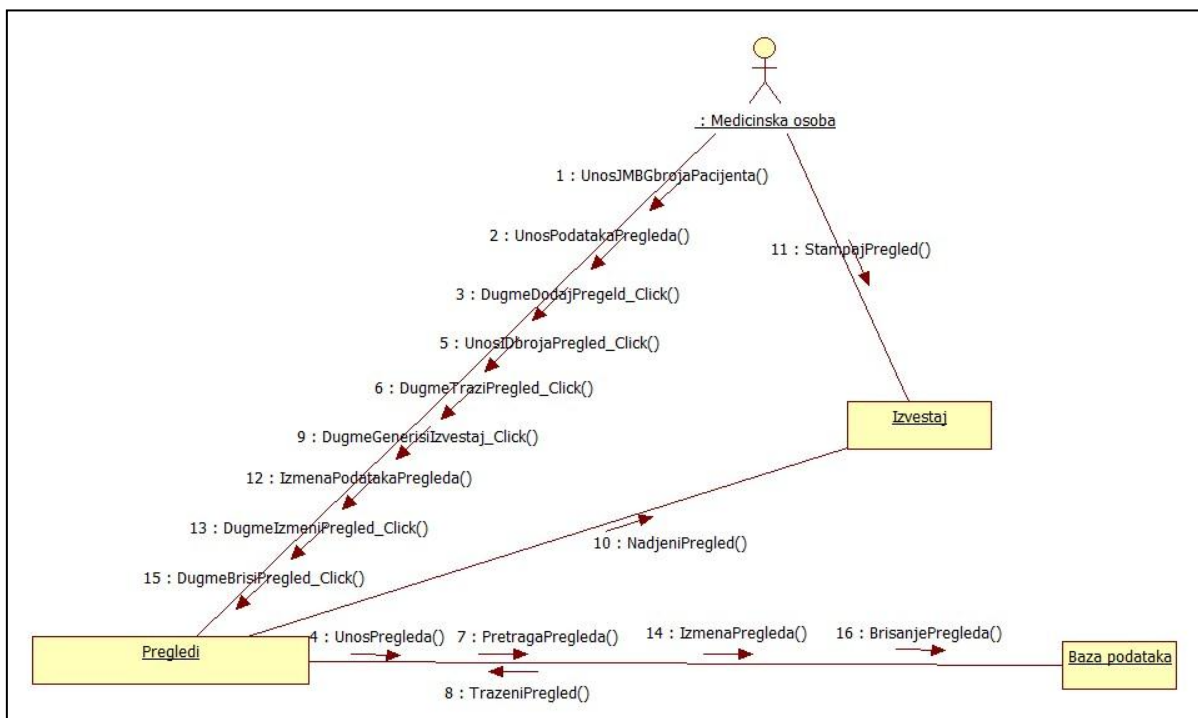 : Medicinska osoba
1 : UnosJMBGbrojaPacijenta()
2 : UnosPodatakaPregleda()
11 : StampajPregled()
3 : DugmeDodajPregeld_Click()
5 : UnosIDbrojaPregled_Click()
6 : DugmeTraziPregled_Click()
Izvestaj
9 : DugmeGenerisiIzvestaj_Click()
12 : IzmenaPodatakaPregleda()
13 : DugmeIzmeniPregled_Click()
10 : NadjeniPregled()
15 : DugmeBrisiPregled_Click()
4 : UnosPregleda()
7 : PretragaPregleda()
14 : IzmenaPregleda()
16 : BrisanjePregleda()
Pregledi
Baza podataka
8 : TrazeniPregled()